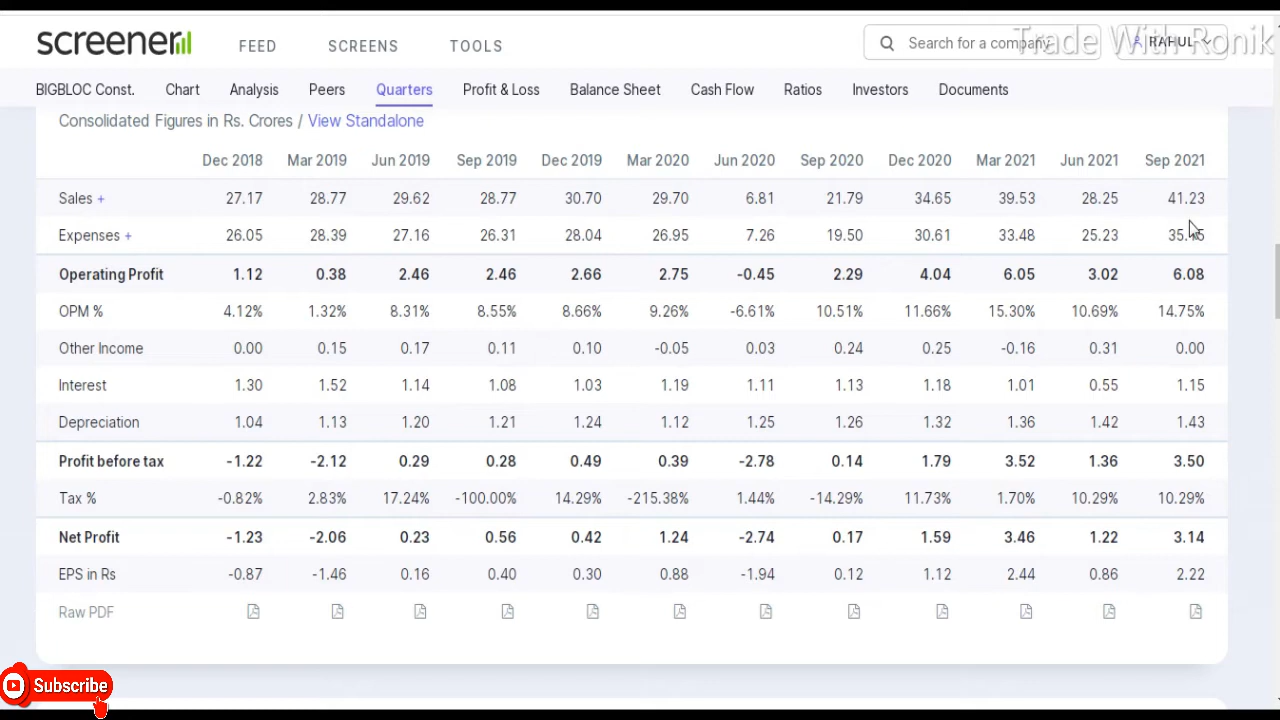 screener FEED SCREENS TOOLS Search for a company RAHUL
Trade With Ronik
BIGBLOC Const. Chart Analysis Peers Quarters Profit & Loss Balance Sheet Cash Flow Ratios Investors Documents
Consolidated Figures in Rs. Crores / View Standalone
Dec 2018 Mar 2019 Jun 2019 Sep 2019 Dec 2019 Mar 2020 Jun 2020 Sep 2020 Dec 2020 Mar 2021 Jun 2021 Sep 2021
Sales + 27.17 28.77 29.62 28.77 30.70 29.70 6.81 21.79 34.65 39.53 28.25 41.23
Expenses + 26.05 28.39 27.16 26.31 28.04 26.95 7.26 19.50 30.61 33.48 25.23
Operating Profit 1.12 0.38 2.46 2.46 2.66 2.75 -0.45 2.29 4.04 6.05 3.02 6.08
OPM % 4.12% 1.32% 8.31% 8.55% 8.66% 9.26% -6.61% 10.51% 11.66% 15.30% 10.69% 14.75%
Other Income 0.00 0.15 0.17 0.11 0.10 -0.05 0.03 0.24 0.25 -0.16 0.31 0.00
Interest 1.30 1.52 1.14 1.08 1.03 1.19 1.11 1.13 1.18 1.01 0.55 1.15
Depreciation 1.04 1.13 1.20 1.21 1.24 1.12 1.25 1.26 1.32 1.36 1.42 1.43
Profit before tax -1.22 -2.12 0.29 0.28 0.49 0.39 -2.78 0.14 1.79 3.52 1.36 3.50
Tax % -0.82% 2.83% 17.24% -100.00% 14.29% -215.38% 1.44% -14.29% 11.73% 1.70% 10.29% 10.29%
Net Profit -1.23 -2.06 0.23 0.56 0.42 1.24 -2.74 0.17 1.59 3.46 1.22 3.14
EPS in Rs -0.87 -1.46 0.16 0.40 0.30 0.88 -1.94 0.12 1.12 2.44 0.86 2.22
Raw PDF
Subscribe